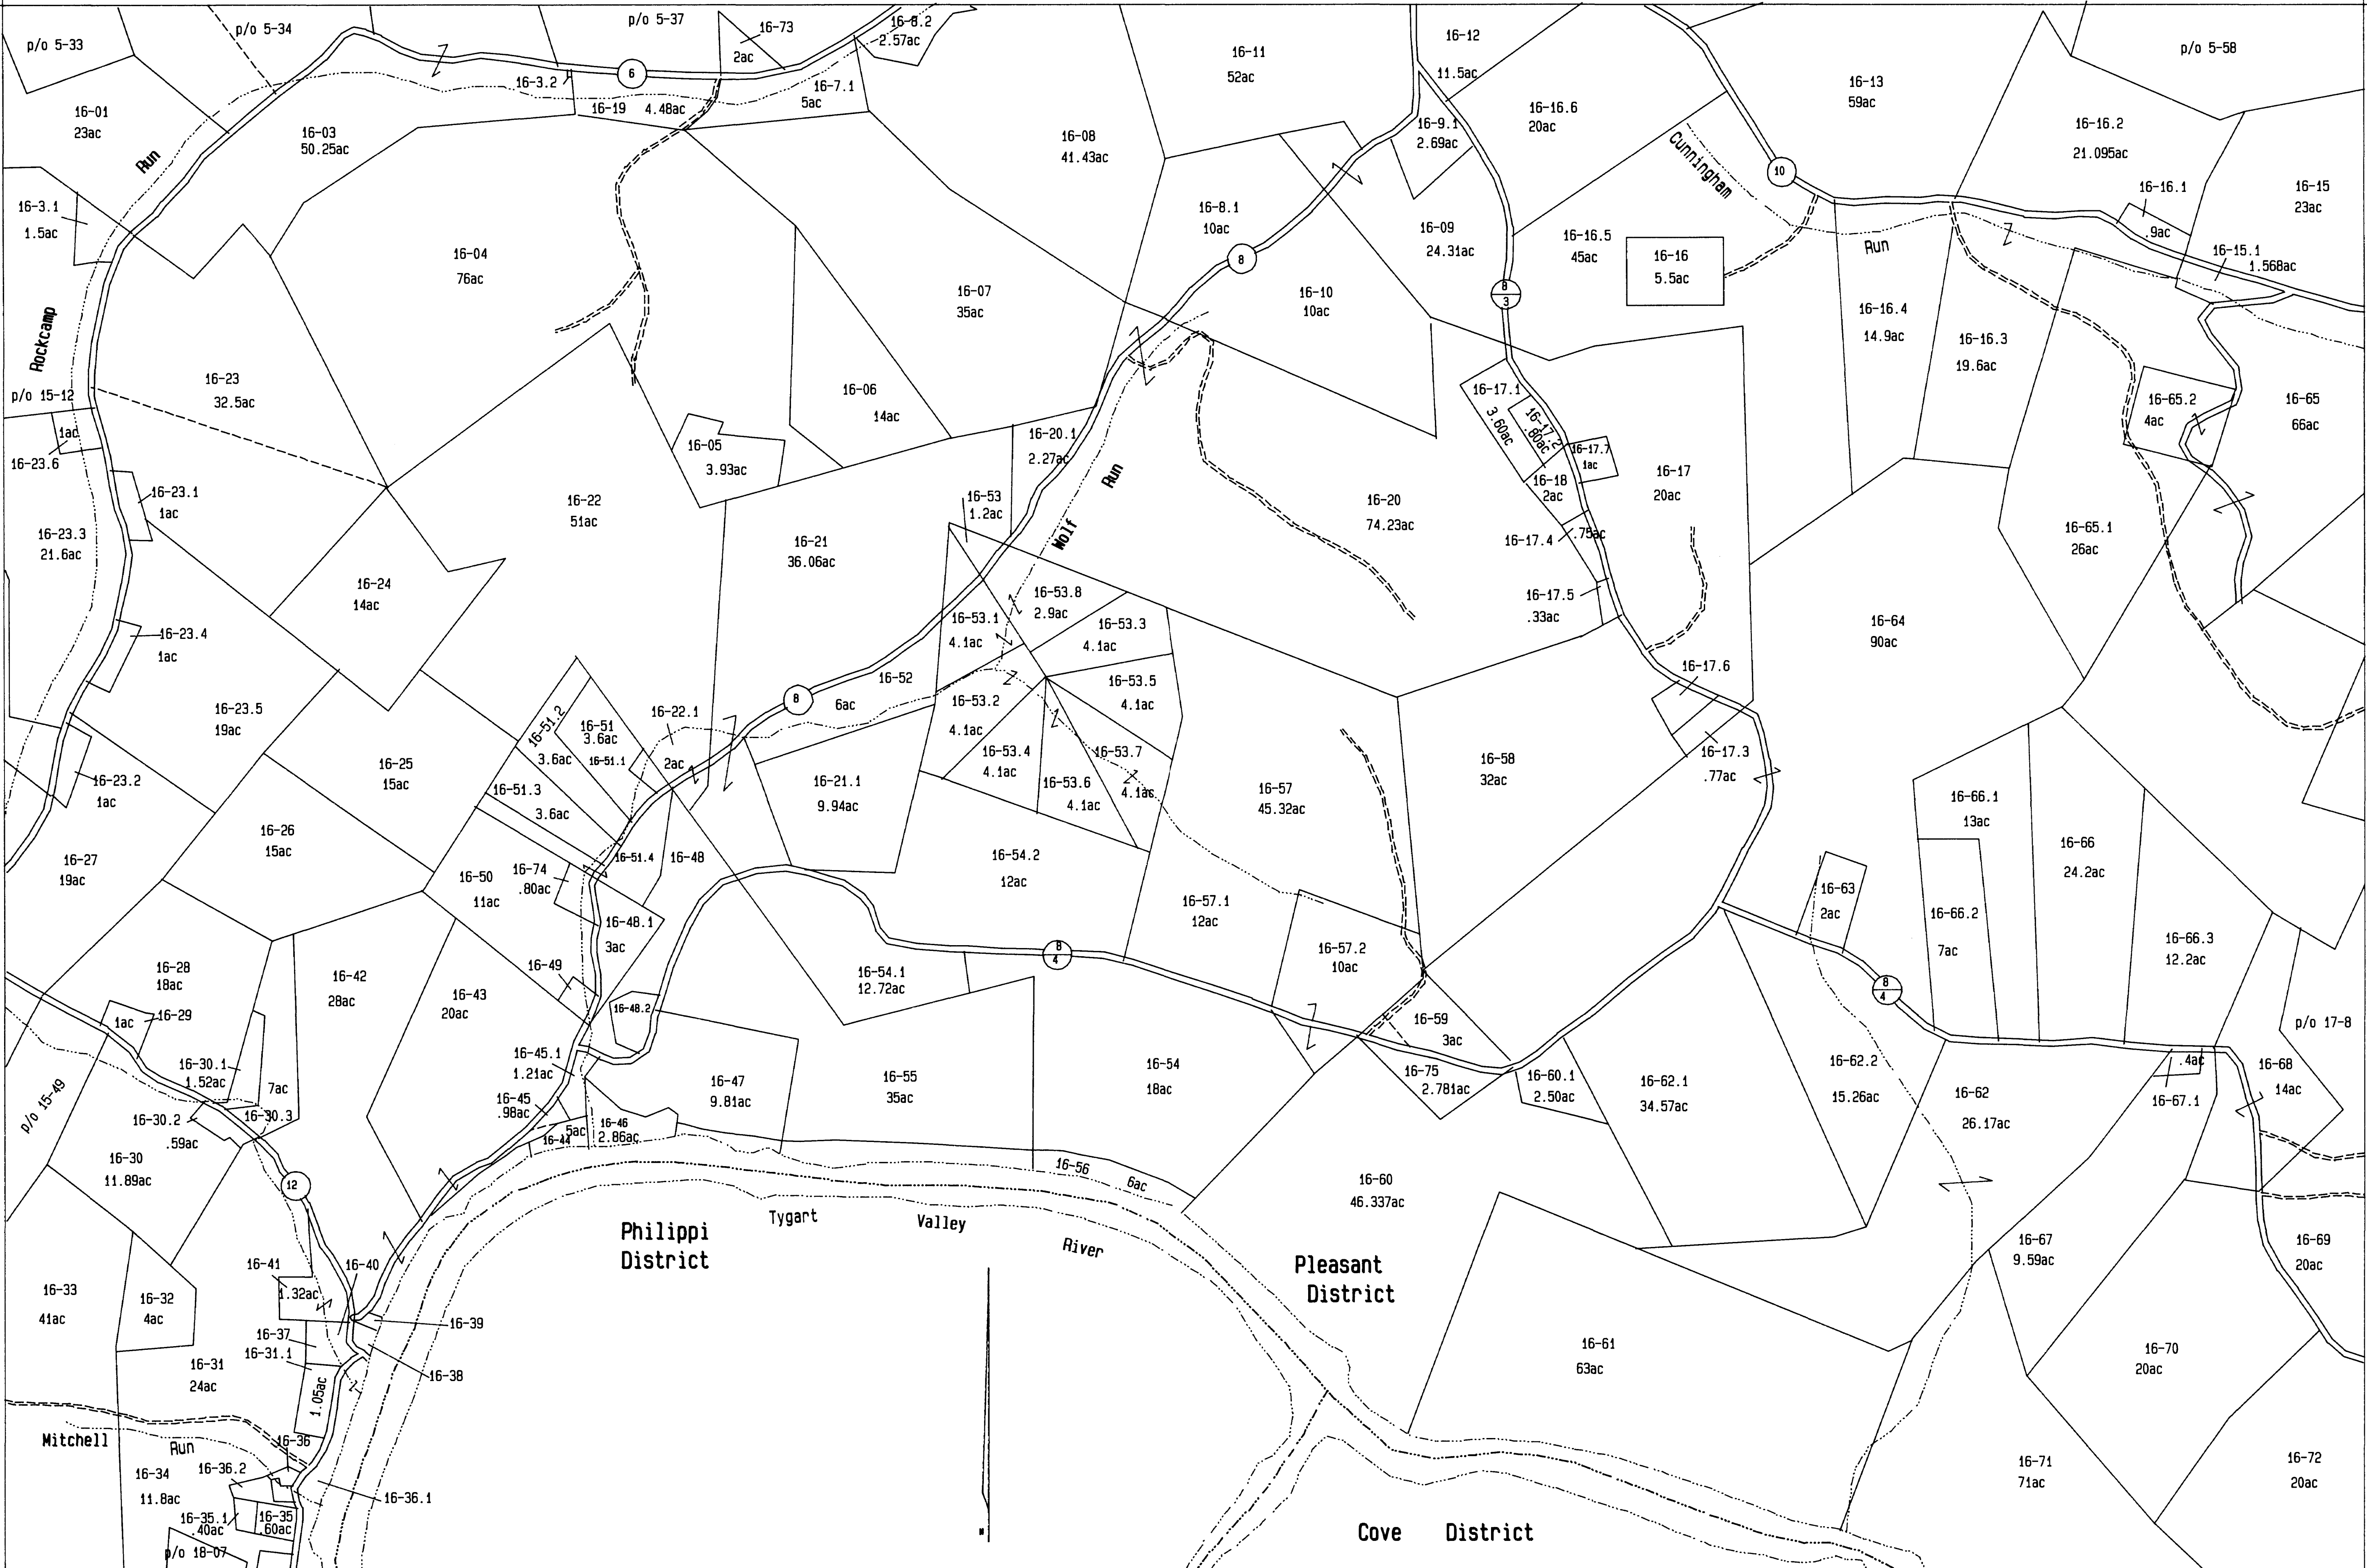 p/o 5-33
p/o 5-34
p/o 5-37
16-73
2ac
16-8.2
2.57ac
16-12
11.5ac
16-11
52ac
p/o 5-58
16-3.2
6
16-7.1
5ac
16-19 4.48ac
16-13
59ac
16-01
23ac
16-03
50.25ac
16-08
41.43ac
16-9.1
2.69ac
16-16.6
20ac
16-16.2
21.095ac
Run
Cunningham
10
16-16.1
.9ac
16-15
23ac
16-3.1
1.5ac
16-04
76ac
16-8.1
10ac
8
16-09
24.31ac
16-16.5
45ac
16-16
5.5ac
Run
16-15.1
1.568ac
16-07
35ac
16-10
10ac
8
3
16-16.4
14.9ac
16-16.3
19.6ac
Rockcamp
p/o 15-12
16-23
32.5ac
16-06
14ac
16-17.1
3.60ac
16-17.2
.80ac
16-65.2
4ac
16-65
66ac
1ac
16-23.6
16-05
3.93ac
16-20.1
2.27ac
16-17.7
1ac
16-17
20ac
16-18
2ac
16-23.1
1ac
16-22
51ac
16-53
1.2ac
Run
Wolf
16-20
74.23ac
16-23.3
21.6ac
16-21
36.06ac
16-17.4
.75ac
16-65.1
26ac
16-24
14ac
16-53.8
2.9ac
16-17.5
.33ac
16-23.4
1ac
16-53.1
4.1ac
16-53.3
4.1ac
16-64
90ac
16-52
6ac
16-17.6
16-23.5
19ac
16-51.2
3.6ac
16-51
3.6ac
16-51.1
16-22.1
2ac
8
16-53.2
4.1ac
16-53.5
4.1ac
16-25
15ac
16-53.4
4.1ac
16-53.7
4.1ac
16-58
32ac
16-17.3
.77ac
16-23.2
1ac
16-51.3
3.6ac
16-21.1
9.94ac
16-53.6
4.1ac
16-57
45.32ac
16-66.1
13ac
16-26
15ac
16-27
19ac
16-51.4
16-48
16-54.2
12ac
16-66
24.2ac
16-50
11ac
16-74
.80ac
16-63
2ac
16-57.1
12ac
16-66.2
7ac
16-48.1
3ac
16-57.2
10ac
16-66.3
12.2ac
16-28
18ac
16-42
28ac
16-49
16-54.1
12.72ac
8
4
8
4
16-43
20ac
16-48.2
16-29
1ac
16-59
3ac
p/o 17-8
16-30.1
1.52ac
7ac
16-45.1
1.21ac
16-47
9.81ac
16-55
35ac
16-54
18ac
16-75
2.781ac
16-60.1
2.50ac
16-62.1
34.57ac
16-62.2
15.26ac
16-62
26.17ac
.4ac
16-67.1
16-68
14ac
p/o 15-49
16-30.2
.59ac
16-30.3
16-45
.98ac
5ac
16-44
16-46
2.86ac
16-30
11.89ac
12
16-56
6ac
16-60
46.337ac
Philippi
District
Tygart Valley River
16-67
9.59ac
16-69
20ac
Pleasant
District
16-33
41ac
16-32
4ac
16-41
1.32ac
16-40
16-39
16-37
16-31.1
16-38
16-31
24ac
1.05ac
16-61
63ac
16-70
20ac
Mitchell Run
16-36
16-34
11.8ac
16-36.2
16-36.1
16-71
71ac
16-72
20ac
16-35.1
.40ac
16-35
.60ac
p/o 18-07
Cove District